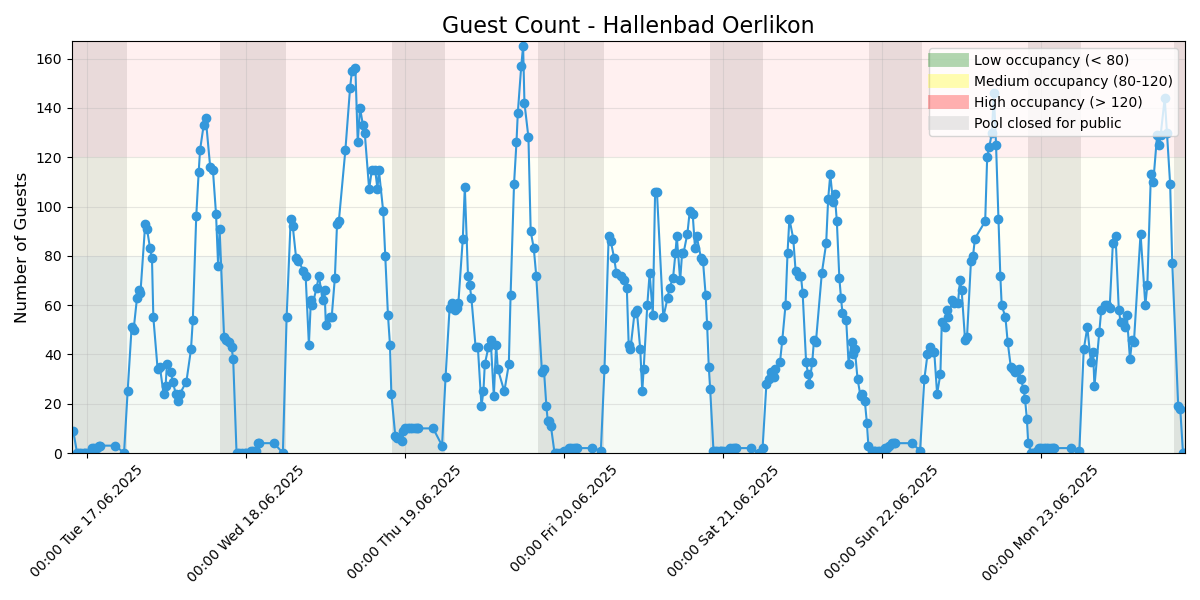 Guest Count - Hallenbad Oerlikon
Number of Guests
160
140
120
100
80
60
40
20
0
Low occupancy (< 80)
Medium occupancy (80-120)
High occupancy (> 120)
Pool closed for public
00:00 Tue 17.06.2025
00:00 Wed 18.06.2025
00:00 Thu 19.06.2025
00:00 Fri 20.06.2025
00:00 Sat 21.06.2025
00:00 Sun 22.06.2025
00:00 Mon 23.06.2025